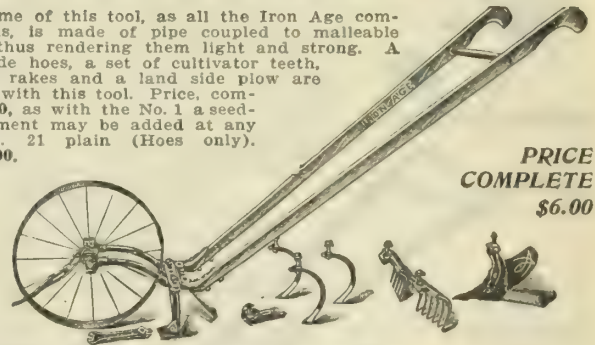 me of this tool, as all the Iron Age com-
s, is made of pipe coupled to malleable
thus rendering them light and strong. A
de hoes, a set of cultivator teeth,
rakes and a land side plow are
with this tool. Price, com-
0, as with the No. 1 a seed-
ment may be added at any
. 21 plain (Hoes only).
00.
IRON AGE
PRICE
COMPLETE
$6.00